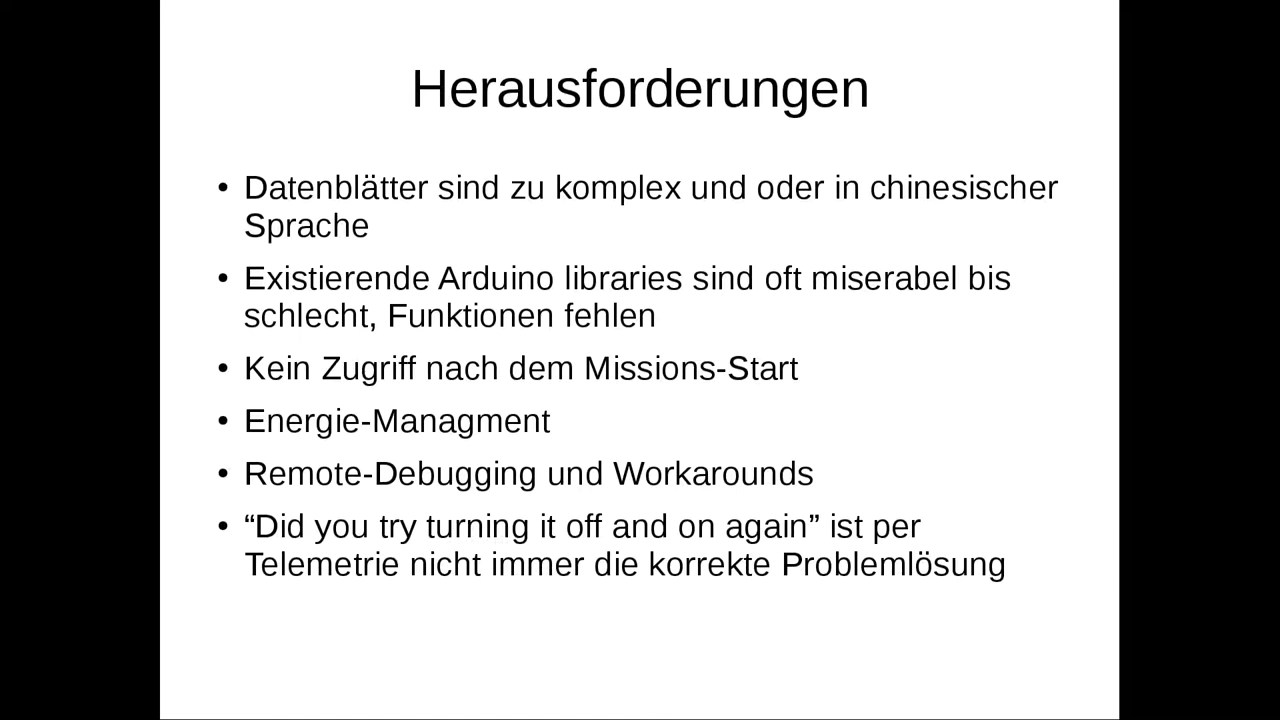 Herausforderungen
• Datenblätter sind zu komplex und oder in chinesischer
Sprache
• Existierende Arduino libraries sind oft miserabel bis
schlecht, Funktionen fehlen
• Kein Zugriff nach dem Missions-Start
• Energie-Managment
• Remote-Debugging und Workarounds
• “Did you try turning it off and on again” ist per
Telemetrie nicht immer die korrekte Problemlösung